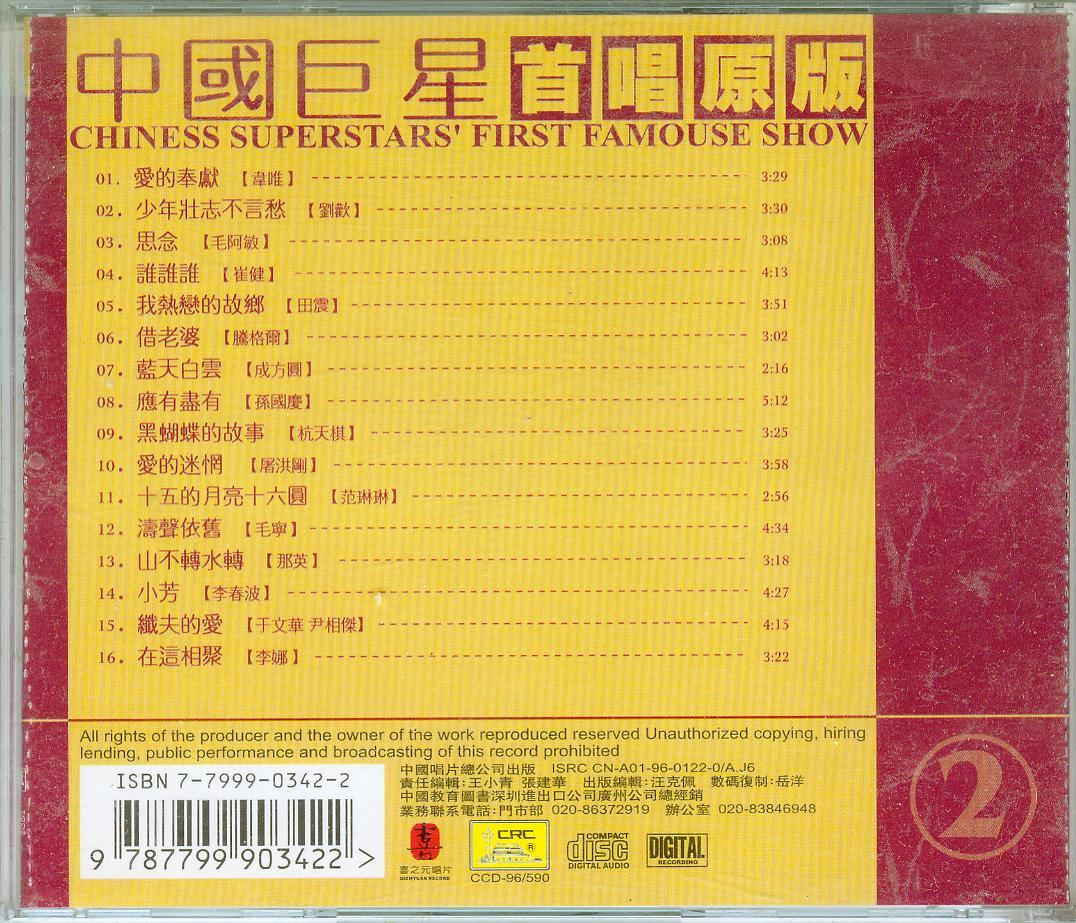 中國巨星首唱原版
CHINESS SUPERSTARS' FIRST FAMOUSE SHOW
01. 愛的奉獻 【韋唯】 3:29
02. 少年壯志不言愁 【劉歡】 3:30
03. 思念 【毛阿敏】 3:08
04. 誰誰誰 【崔健】 4:13
05. 我熱戀的故鄉 【田震】 3:51
06. 借老婆 【騰格爾】 3:02
07. 藍天白雲 【成方圓】 2:16
08. 應有盡有 【孫國慶】 5:12
09. 黑蝴蝶的故事 【杭天棋】 3:25
10. 愛的迷惘 【屠洪剛】 3:58
11. 十五的月亮十六圓 【范琳琳】 2:56
12. 濤聲依舊 【毛寧】 4:34
13. 山不轉水轉 【那英】 3:18
14. 小芳 【李春波】 4:27
15. 纖夫的愛 【于文華 尹相傑】 4:15
16. 在這相聚 【李娜】 3:22
All rights of the producer and the owner of the work reproduced reserved Unauthorized copying, hiring
lending, public performance and broadcasting of this record prohibited
ISBN 7-7999-0342-2
9 787799 903422 >
中國唱片總公司出版 ISRC CN-A01-96-0122-0/A.J6
責任編輯:王小青 張建華 出版編輯:汪克佩 數碼復制:岳洋
中國教育圖書深圳進出口公司廣州公司總經銷
業務聯系電話:門市部 020-86372919 辦公室 020-83846948
喜之元唱片
CRC
®
CCD-96/590
COMPACT
disc
DIGITAL AUDIO
DIGITAL
RECORDING
2